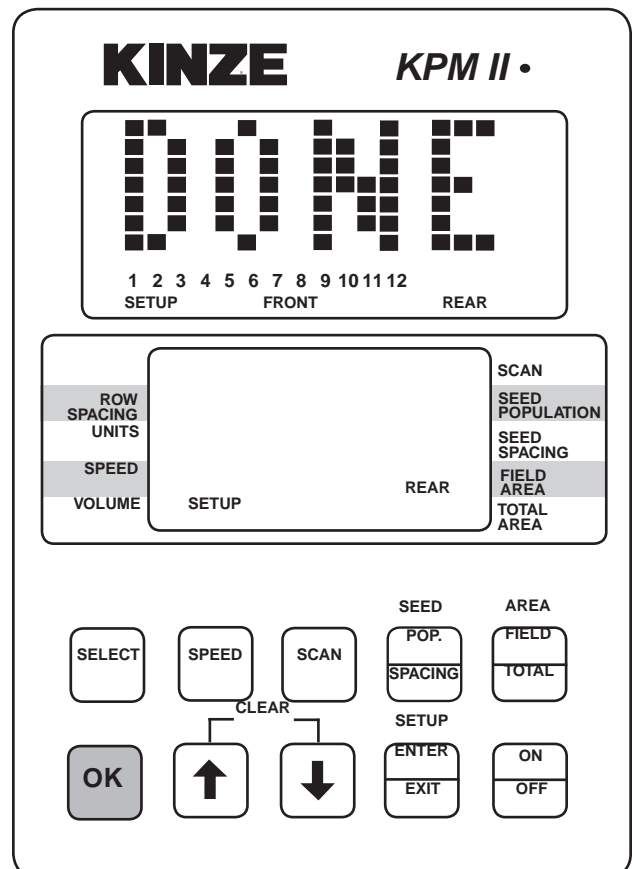 KINZE KPM II •
DONE
1 2 3 4 5 6 7 8 9 10 11 12
SETUP FRONT REAR
SCAN
ROW SPACING
SEED POPULATION
UNITS
SEED SPACING
SPEED
FIELD AREA
VOLUME
SETUP
REAR
TOTAL AREA
SEED AREA
SELECT SPEED SCAN POP. FIELD
SPACING TOTAL
CLEAR
SETUP
OK ENTER ON
EXIT OFF